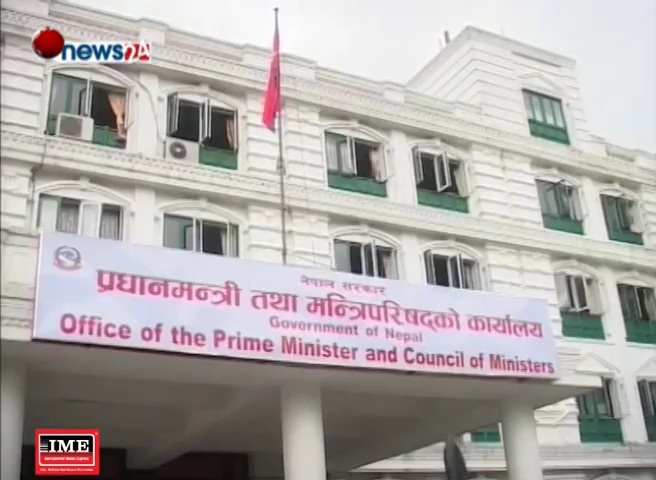 news24
नेपाल सरकार
प्रधानमन्त्री तथा मन्त्रिपरिषद्को कार्यालय
Government of Nepal
Office of the Prime Minister and Council of Ministers
IME